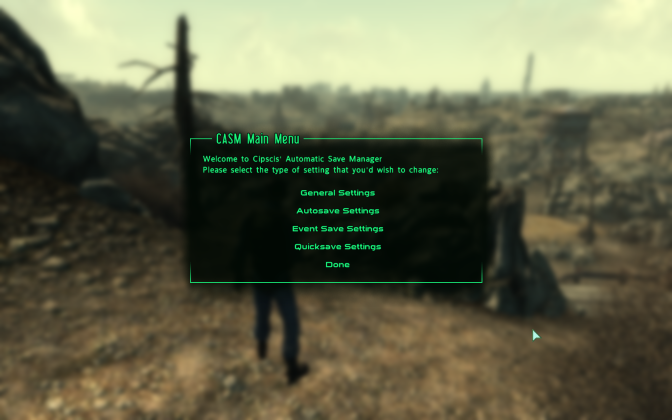 CASM Main Menu
Welcome to Cipscis' Automatic Save Manager
Please select the type of setting that you'd wish to change:
General Settings
Autosave Settings
Event Save Settings
Quicksave Settings
Done